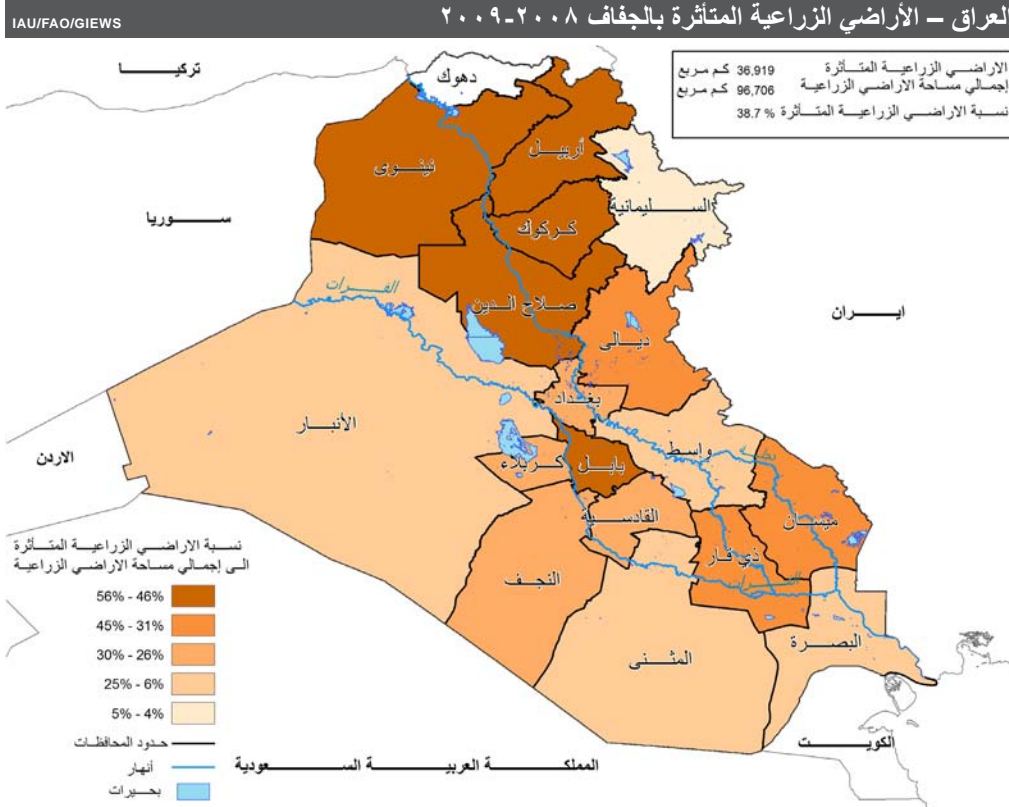 العراق – الأراضي الزراعية المتأثرة بالجفاف ٢٠٠٨-٢٠٠٩
IAU/FAO/GIEWS
الاراضي الزراعية المتأثرة 36,919 كم مربع
إجمالي مساحة الاراضي الزراعية 96,706 كم مربع
نسبة الاراضي الزراعية المتأثرة % 38.7
تركيا
دهوك
أربيل
نينوى
السليمانية
سوريا
كركوك
الفرات
صلاح الدين
ايران
ديالى
بغداد
الأنبار
واسط
دجلة
الاردن
كربلاء
بابل
القادسية
ميسان
ذي قار
النجف
الفرات
البصرة
المثنى
الكويت
المملكة العربية السعودية
نسبة الاراضي الزراعية المتأثرة
الى إجمالي مساحة الاراضي الزراعية
56% - 46%
45% - 31%
30% - 26%
25% - 6%
5% - 4%
حدود المحافظات
أنهار
بحيرات